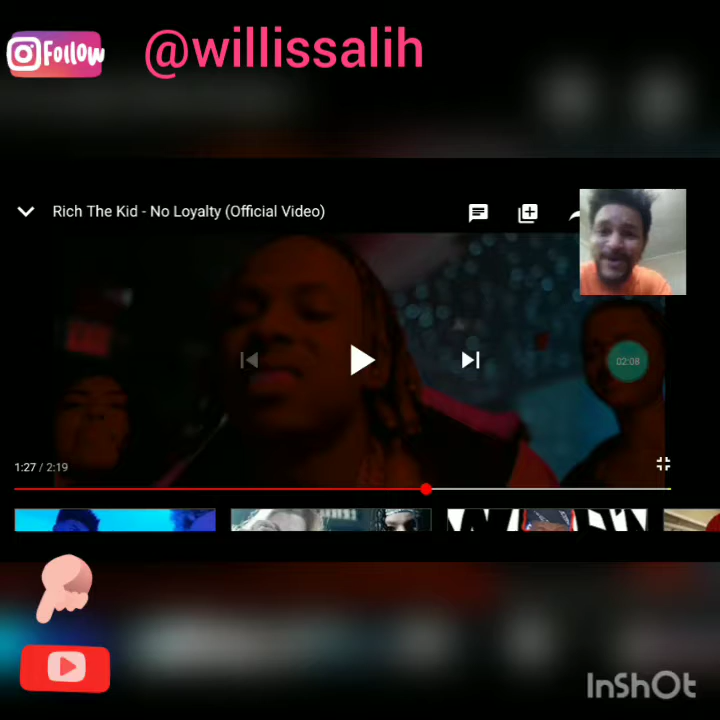 Follow @willissalih
Rich The Kid - No Loyalty (Official Video)
02:08
1:27 / 2:19
InShOt